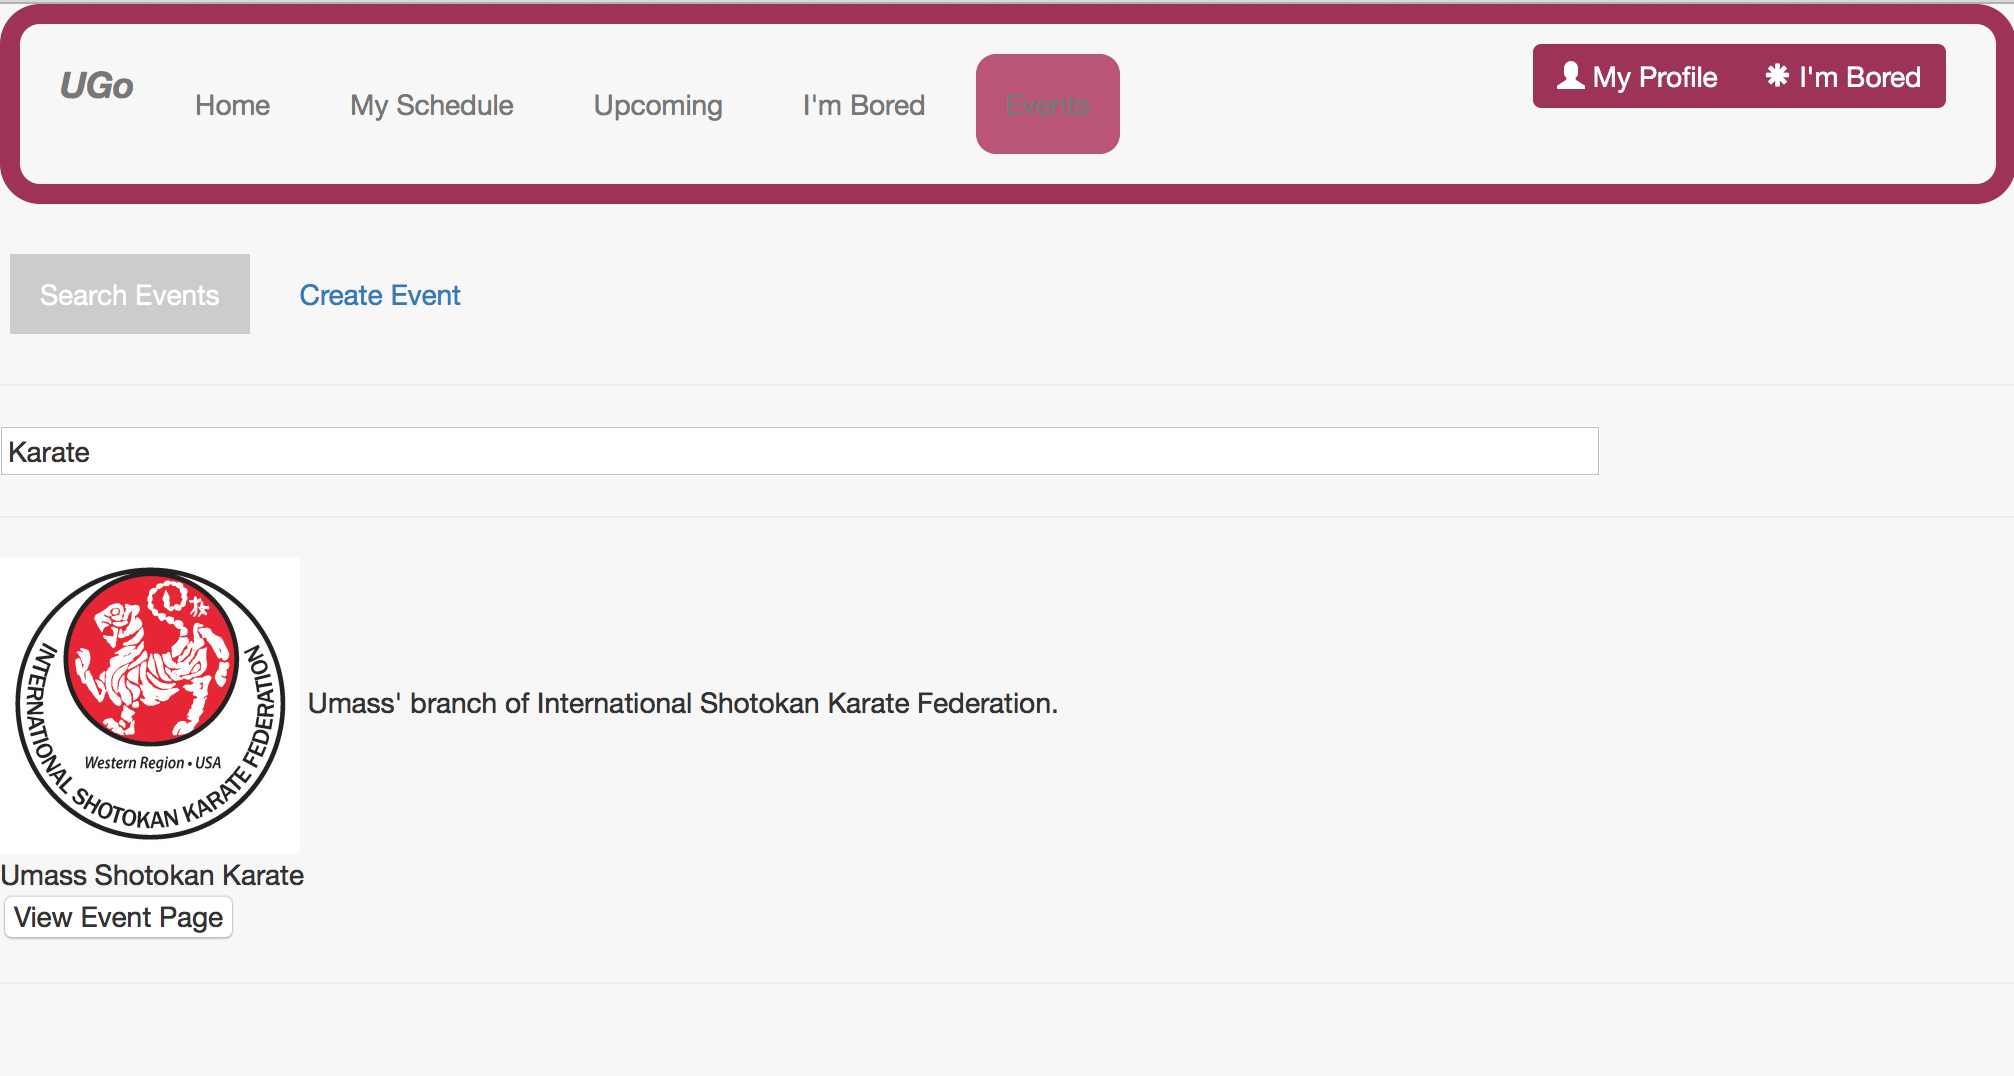 UGo
Home
My Schedule
Upcoming
I'm Bored
Events
My Profile
I'm Bored
Search Events
Create Event
Karate
INTERNATIONAL SHOTOKAN KARATE FEDERATION
Western Region • USA
Umass' branch of International Shotokan Karate Federation.
Umass Shotokan Karate
View Event Page